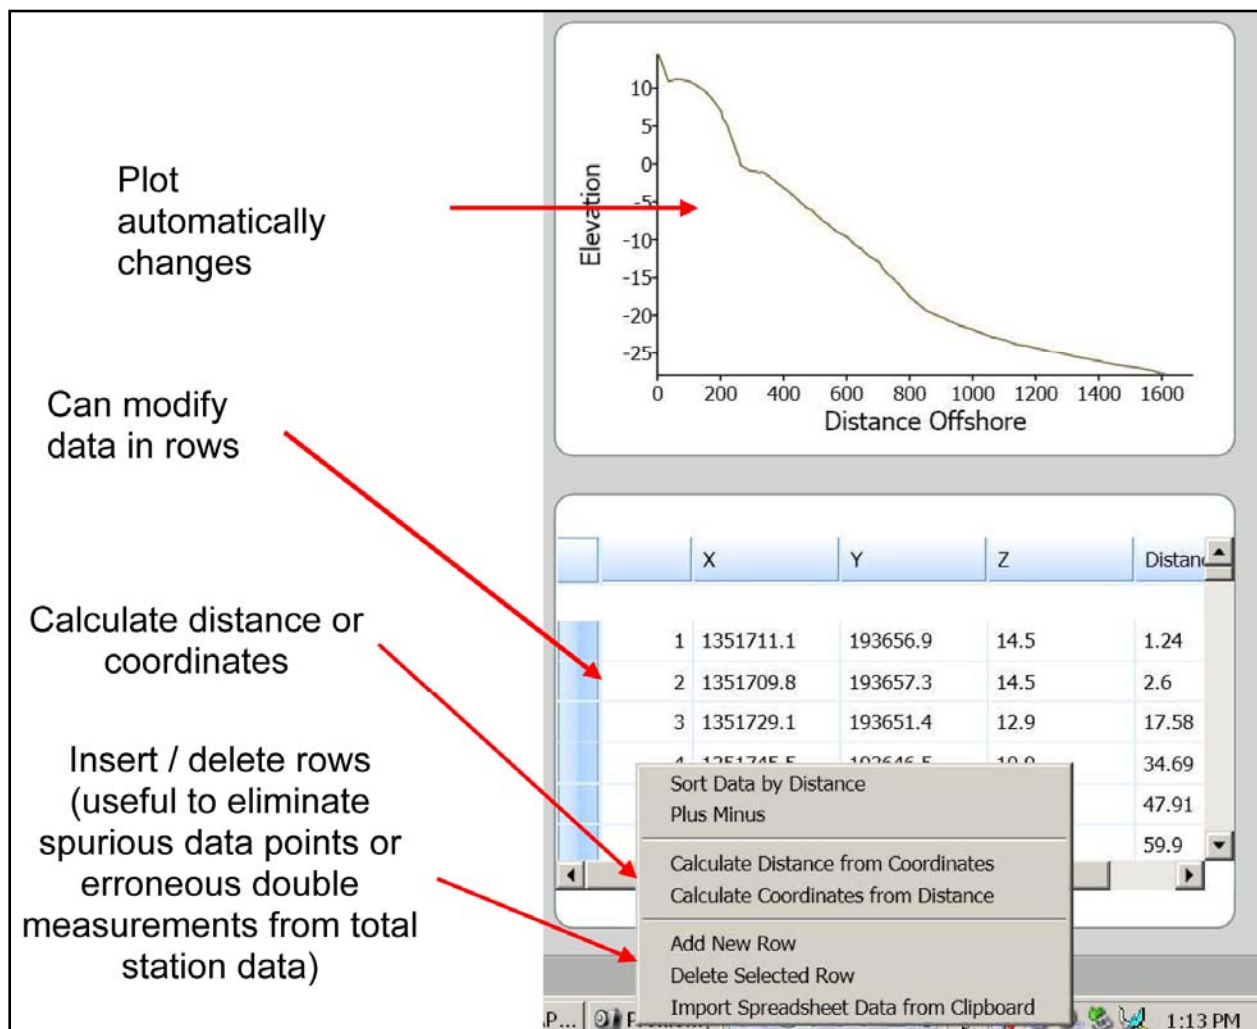 Plot
automatically
changes
Can modify
data in rows
Calculate distance or
coordinates
Insert / delete rows
(useful to eliminate
spurious data points or
erroneous double
measurements from total
station data)
Elevation
10
5
0
-5
-10
-15
-20
-25
0 200 400 600 800 1000 1200 1400 1600
Distance Offshore
X Y Z Distan
1 1351711.1 193656.9 14.5 1.24
2 1351709.8 193657.3 14.5 2.6
3 1351729.1 193651.4 12.9 17.58
34.69
47.91
59.9
Sort Data by Distance
Plus Minus
Calculate Distance from Coordinates
Calculate Coordinates from Distance
Add New Row
Delete Selected Row
Import Spreadsheet Data from Clipboard
P... 1:13 PM